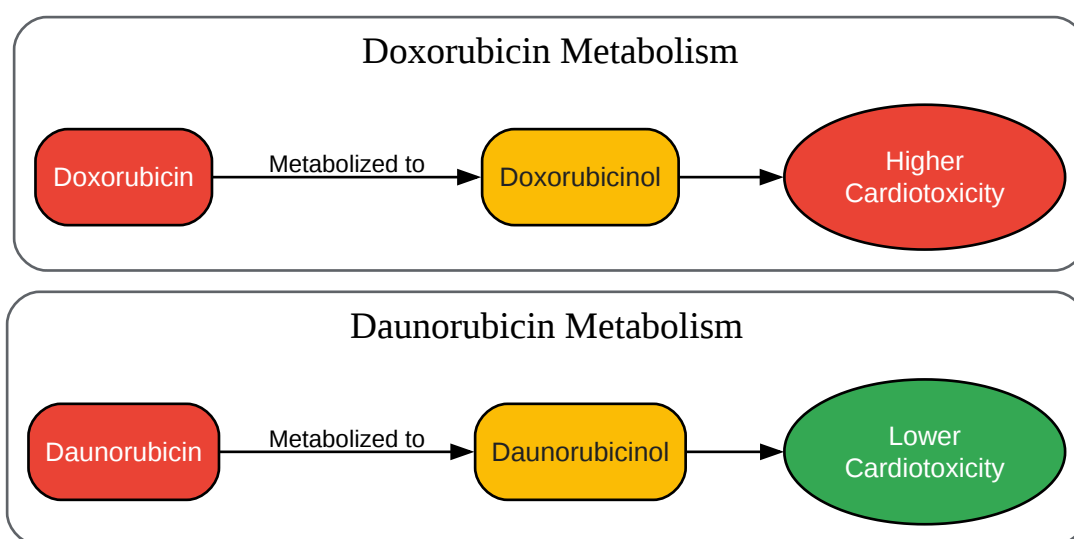 Doxorubicin Metabolism
Doxorubicin
Metabolized to
Doxorubicinol
Higher
Cardiotoxicity
Daunorubicin Metabolism
Daunorubicin
Metabolized to
Daunorubicinol
Lower
Cardiotoxicity